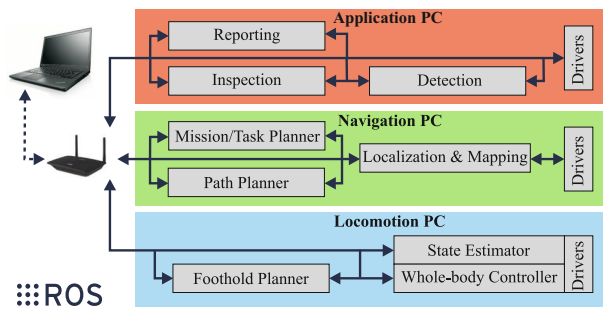 Application PC
Reporting
Inspection
Detection
Drivers
Navigation PC
Mission/Task Planner
Path Planner
Localization & Mapping
Drivers
Locomotion PC
Foothold Planner
State Estimator
Whole-body Controller
Drivers
ROS